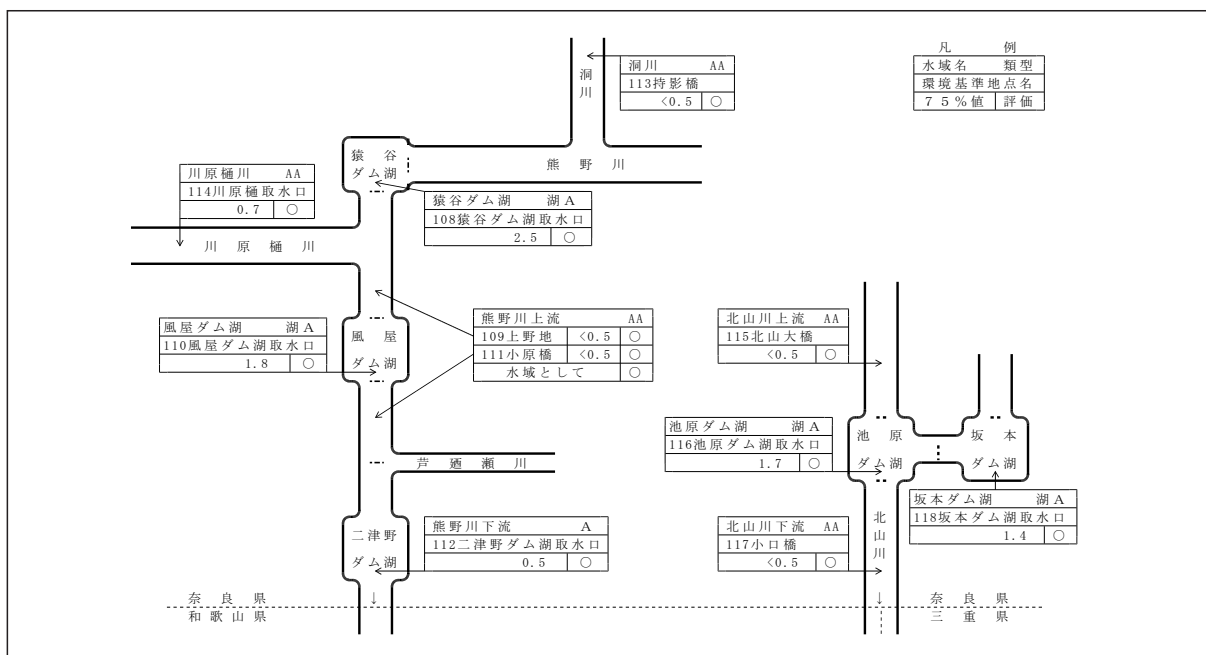 凡 例
水域名 類型
環境基準地点名
75%値 評価
洞川 AA
113持影橋
<0.5 ○
洞川
熊野川
猿谷
ダム湖
川原樋川 AA
114川原樋取水口
0.7 ○
猿谷ダム湖 湖A
108猿谷ダム湖取水口
2.5 ○
川原樋川
風屋ダム湖 湖A
110風屋ダム湖取水口
1.8 ○
風屋
ダム湖
熊野川上流 AA
109上野地 <0.5 ○
111小原橋 <0.5 ○
水域として ○
北山川上流 AA
115北山大橋
<0.5 ○
池原ダム湖 湖A
116池原ダム湖取水口
1.7 ○
池原
ダム湖
坂本
ダム湖
芦廼瀬川
坂本ダム湖 湖A
118坂本ダム湖取水口
1.4 ○
二津野
ダム湖
熊野川下流 A
112二津野ダム湖取水口
0.5 ○
北山川下流 AA
117小口橋
<0.5 ○
北山川
奈良県
↓
↓
奈良県
和歌山県
三重県